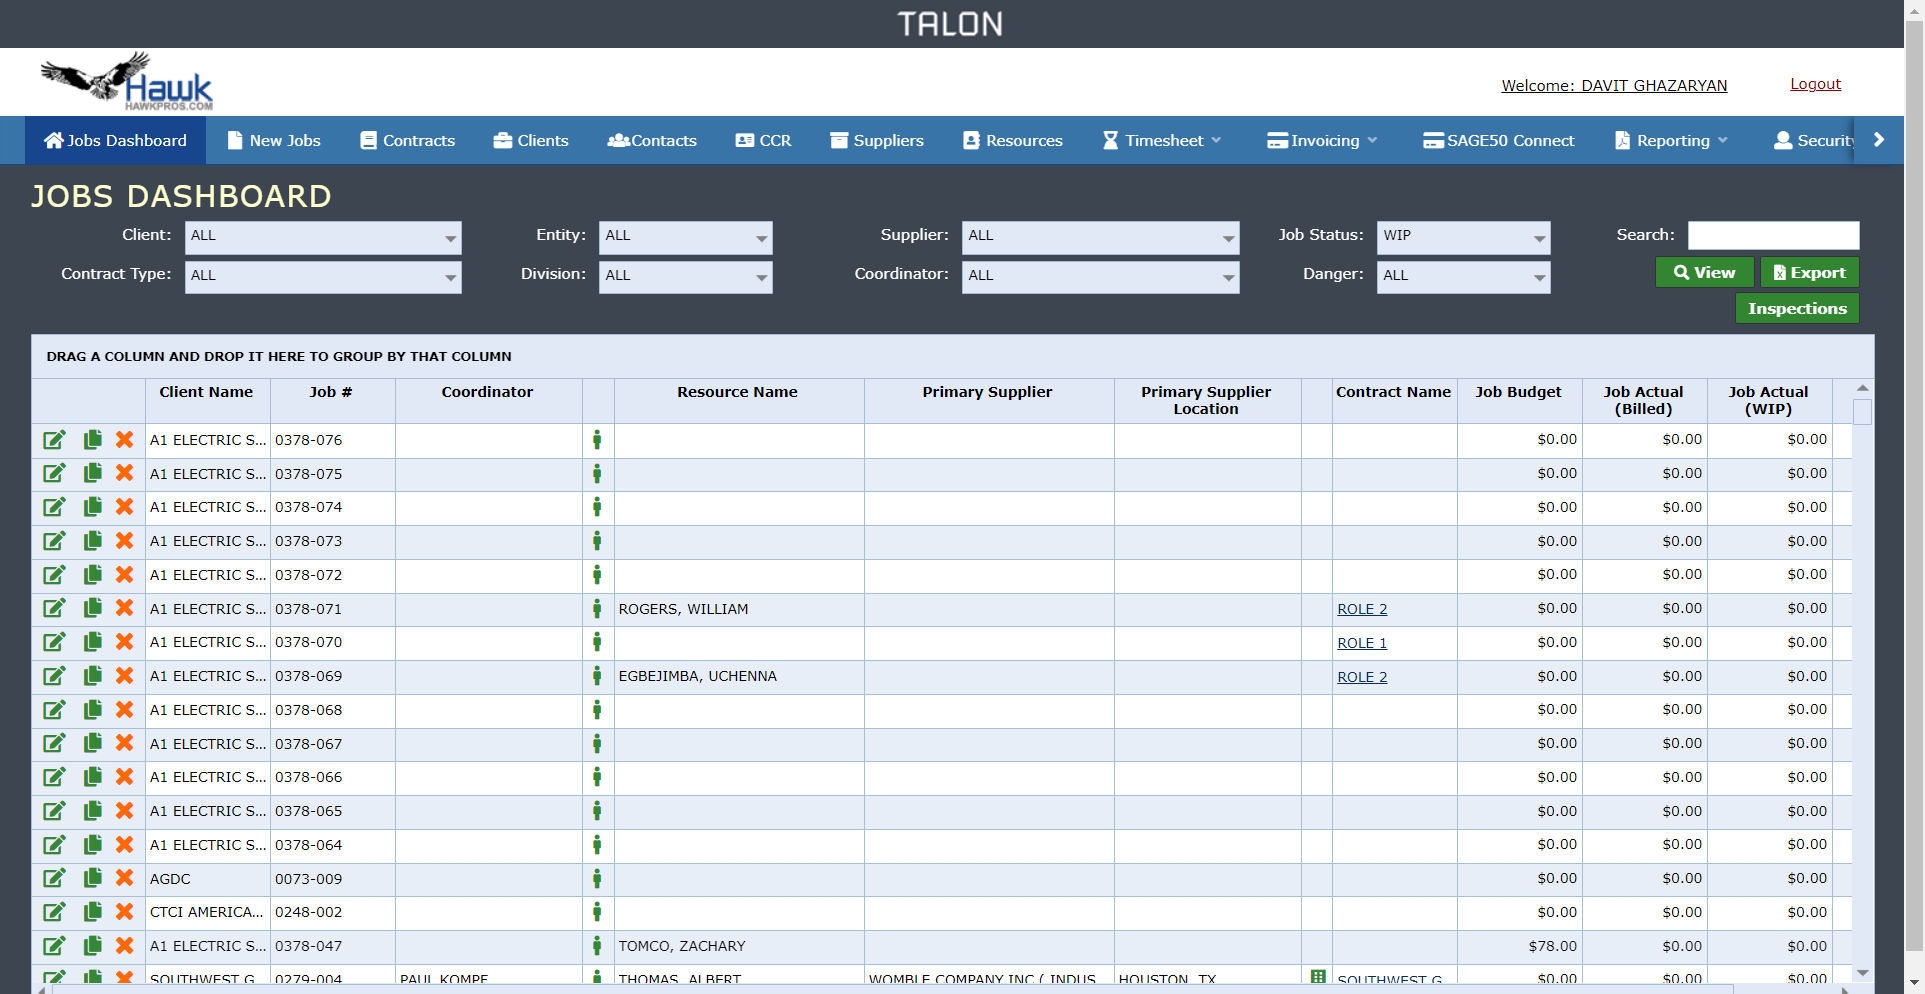 TALON
Hawk
HAWKPROS.COM
Welcome: DAVIT GHAZARYAN Logout
Jobs Dashboard New Jobs Contracts Clients Contacts CCR Suppliers Resources Timesheet Invoicing SAGE50 Connect Reporting Security
JOBS DASHBOARD
Client: ALL Entity: ALL Supplier: ALL Job Status: WIP Search:
Contract Type: ALL Division: ALL Coordinator: ALL Danger: ALL View Export
Inspections
DRAG A COLUMN AND DROP IT HERE TO GROUP BY THAT COLUMN
Client Name Job # Coordinator Resource Name Primary Supplier Primary Supplier Location Contract Name Job Budget Job Actual (Billed) Job Actual (WIP)
A1 ELECTRIC S... 0378-076 $0.00 $0.00 $0.00
A1 ELECTRIC S... 0378-075 $0.00 $0.00 $0.00
A1 ELECTRIC S... 0378-074 $0.00 $0.00 $0.00
A1 ELECTRIC S... 0378-073 $0.00 $0.00 $0.00
A1 ELECTRIC S... 0378-072 $0.00 $0.00 $0.00
A1 ELECTRIC S... 0378-071 ROGERS, WILLIAM ROLE 2 $0.00 $0.00 $0.00
A1 ELECTRIC S... 0378-070 ROLE 1 $0.00 $0.00 $0.00
A1 ELECTRIC S... 0378-069 EGBEJIMBA, UCHENNA ROLE 2 $0.00 $0.00 $0.00
A1 ELECTRIC S... 0378-068 $0.00 $0.00 $0.00
A1 ELECTRIC S... 0378-067 $0.00 $0.00 $0.00
A1 ELECTRIC S... 0378-066 $0.00 $0.00 $0.00
A1 ELECTRIC S... 0378-065 $0.00 $0.00 $0.00
A1 ELECTRIC S... 0378-064 $0.00 $0.00 $0.00
AGDC 0073-009 $0.00 $0.00 $0.00
CTCI AMERICA... 0248-002 $0.00 $0.00 $0.00
A1 ELECTRIC S... 0378-047 TOMCO, ZACHARY $78.00 $0.00 $0.00
SOUTHWEST G... 0279-004 PAUL KOMPE THOMAS, ALBERT WOMBLE COMPANY INC ( INDUS... HOUSTON, TX SOUTHWEST G... $0.00 $0.00 $0.00